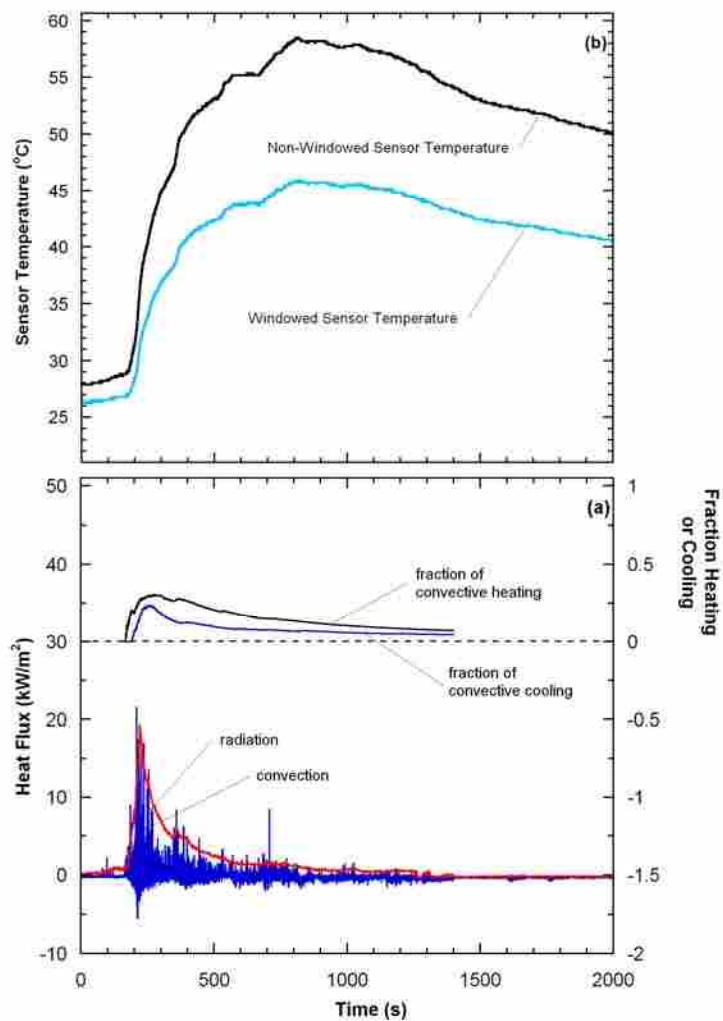 60
55
50
45
40
35
30
25
Sensor Temperature (°C)
(b)
Non-Windowed Sensor Temperature
Windowed Sensor Temperature
50
40
30
20
10
0
-10
Heat Flux (kW/m²)
(a)
fraction of
convective heating
fraction of
convective cooling
radiation
convection
1
0.5
0
-0.5
-1
-1.5
-2
Fraction Heating
or Cooling
0
500
1000
1500
2000
Time (s)